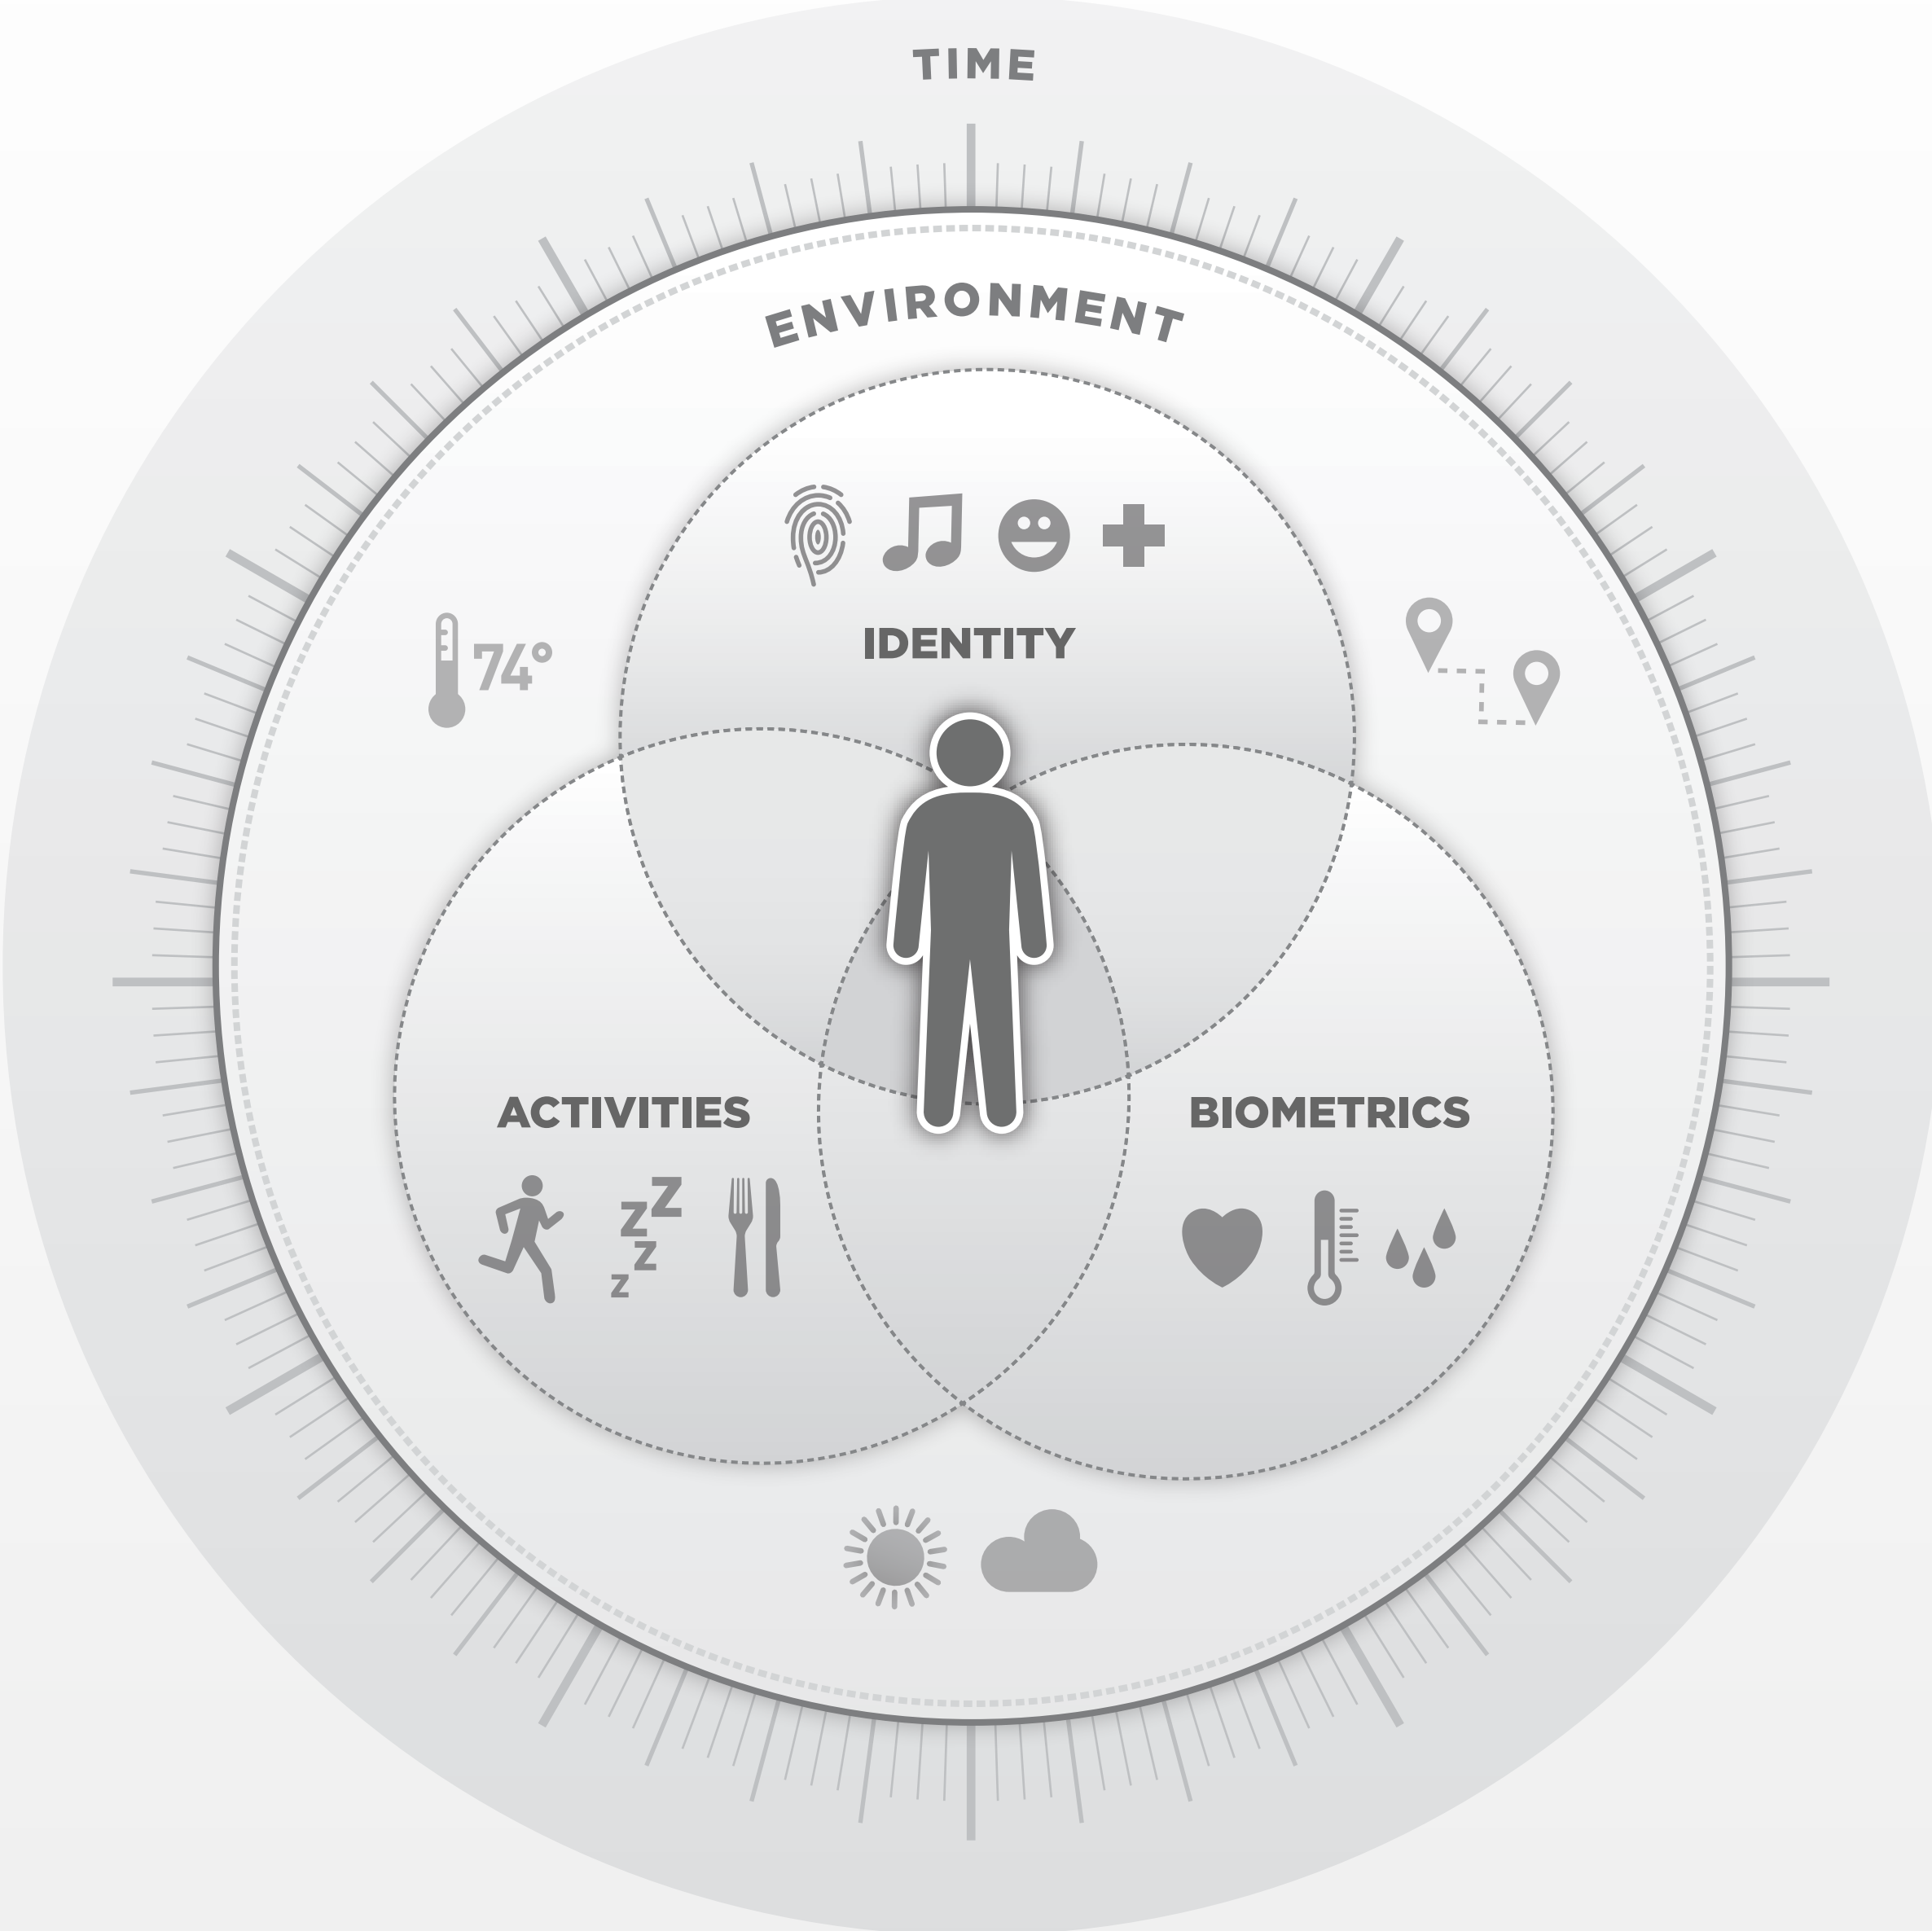 TIME
ENVIRONMENT
IDENTITY
74°
ACTIVITIES
BIOMETRICS
Z
Z
Z
Z